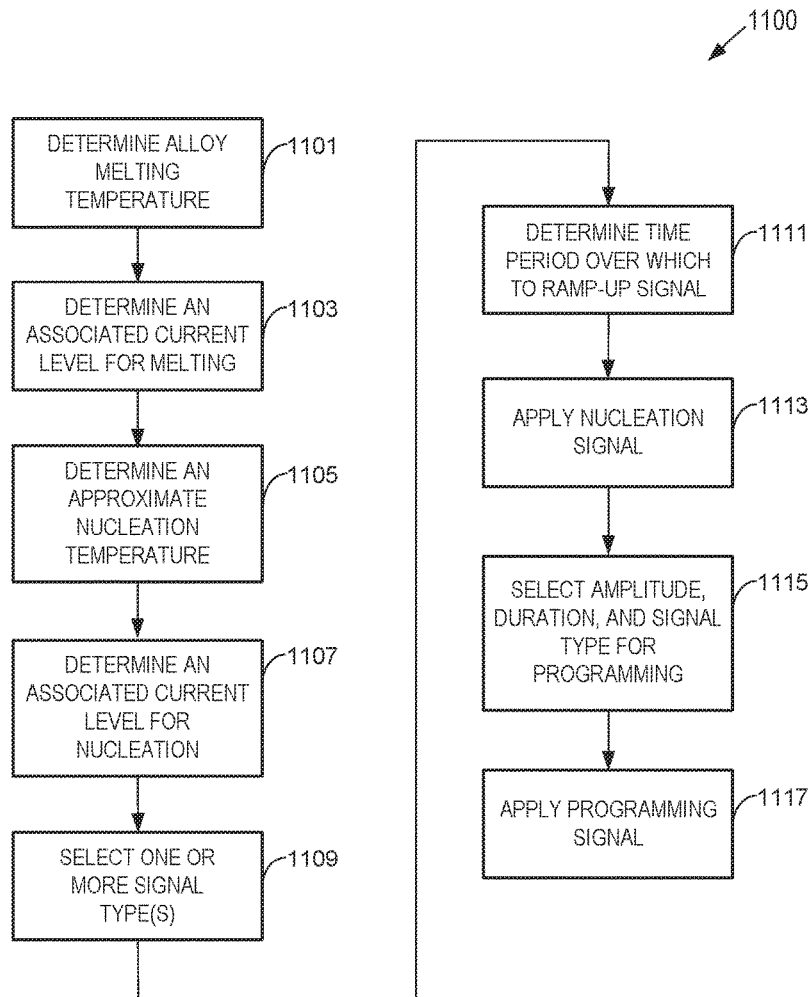 1100
DETERMINE ALLOY
MELTING
TEMPERATURE
1101
DETERMINE AN
ASSOCIATED CURRENT
LEVEL FOR MELTING
1103
DETERMINE AN
APPROXIMATE
NUCLEATION
TEMPERATURE
1105
DETERMINE AN
ASSOCIATED CURRENT
LEVEL FOR
NUCLEATION
1107
SELECT ONE OR
MORE SIGNAL
TYPE(S)
1109
DETERMINE TIME
PERIOD OVER WHICH
TO RAMP-UP SIGNAL
1111
APPLY NUCLEATION
SIGNAL
1113
SELECT AMPLITUDE,
DURATION, AND SIGNAL
TYPE FOR
PROGRAMMING
1115
APPLY PROGRAMMING
SIGNAL
1117